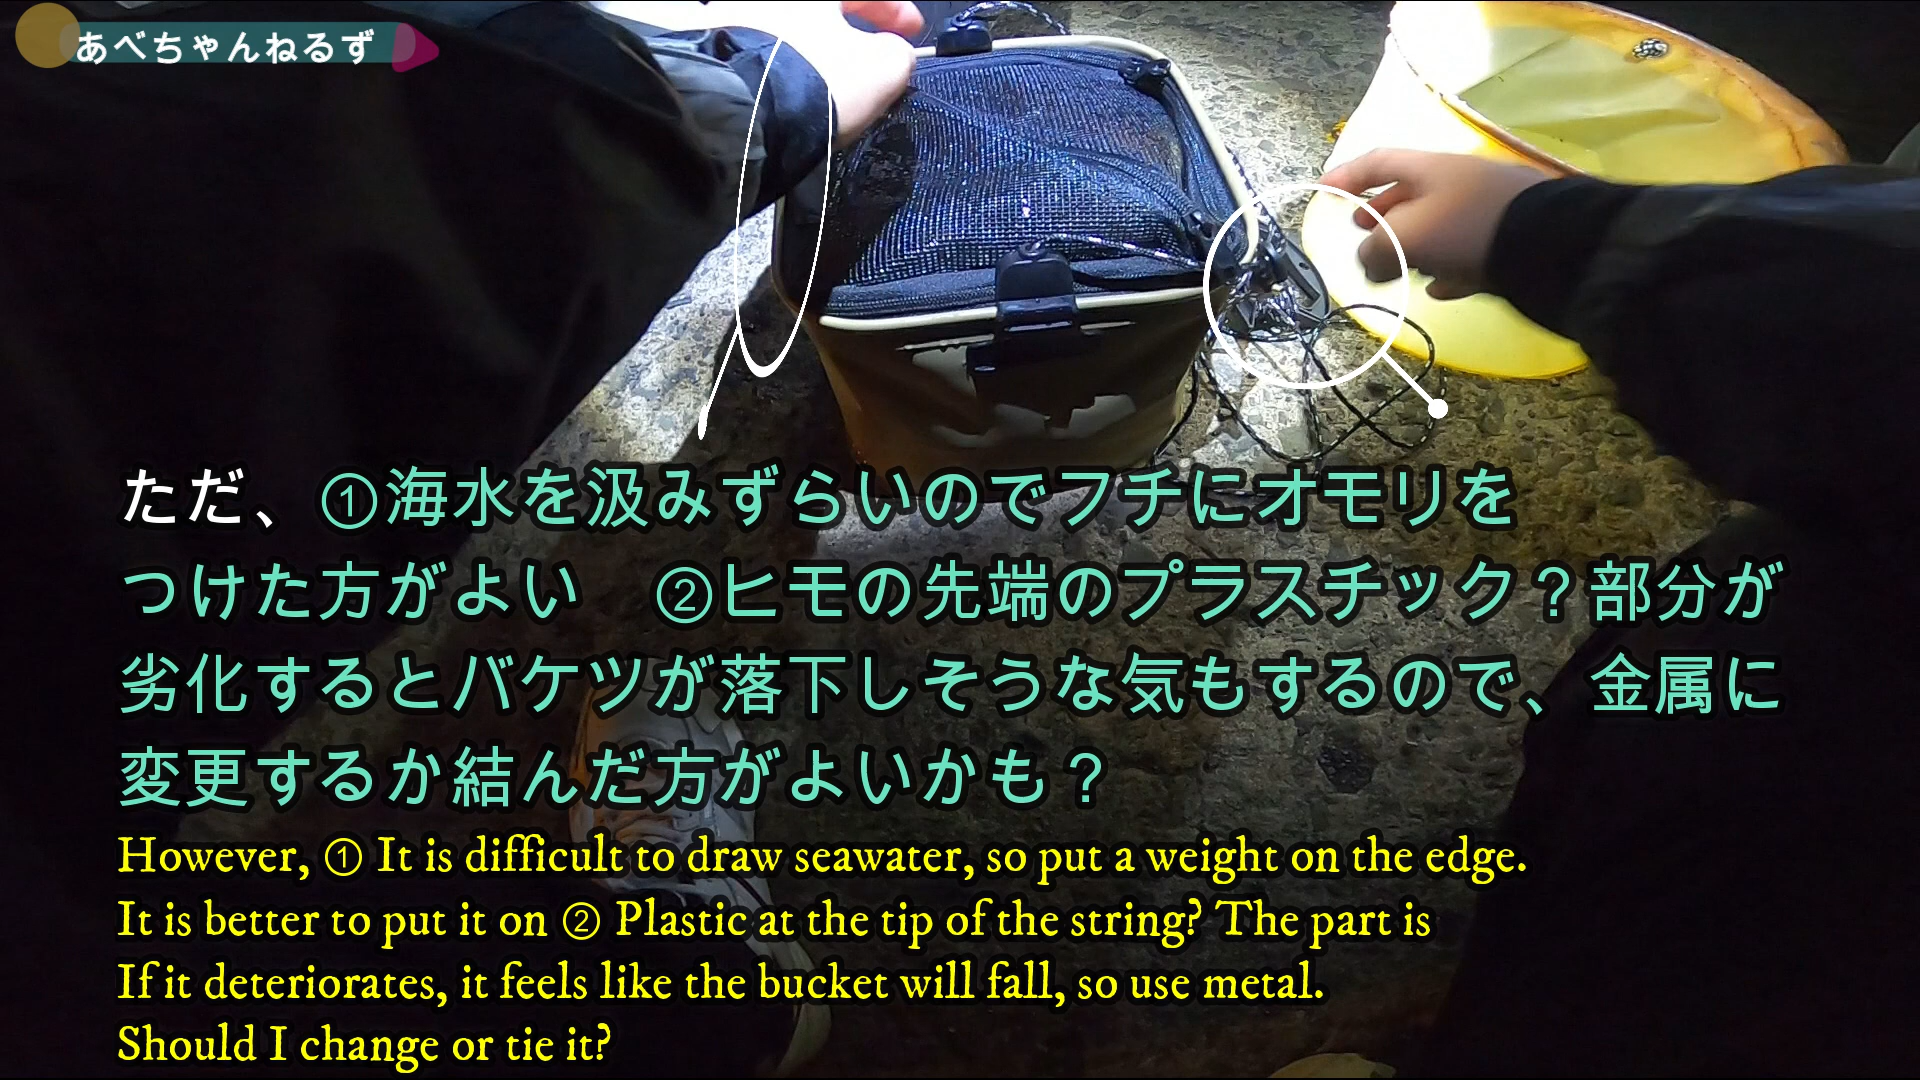 あべちゃんねるず
ただ、①海水を汲みずらいのでフチにオモリを
つけた方がよい　②ヒモの先端のプラスチック？部分が
劣化するとバケツが落下しそうな気もするので、金属に
変更するか結んだ方がよいかも？
However, ① It is difficult to draw seawater, so put a weight on the edge.
It is better to put it on ② Plastic at the tip of the string? The part is
If it deteriorates, it feels like the bucket will fall, so use metal.
Should I change or tie it?